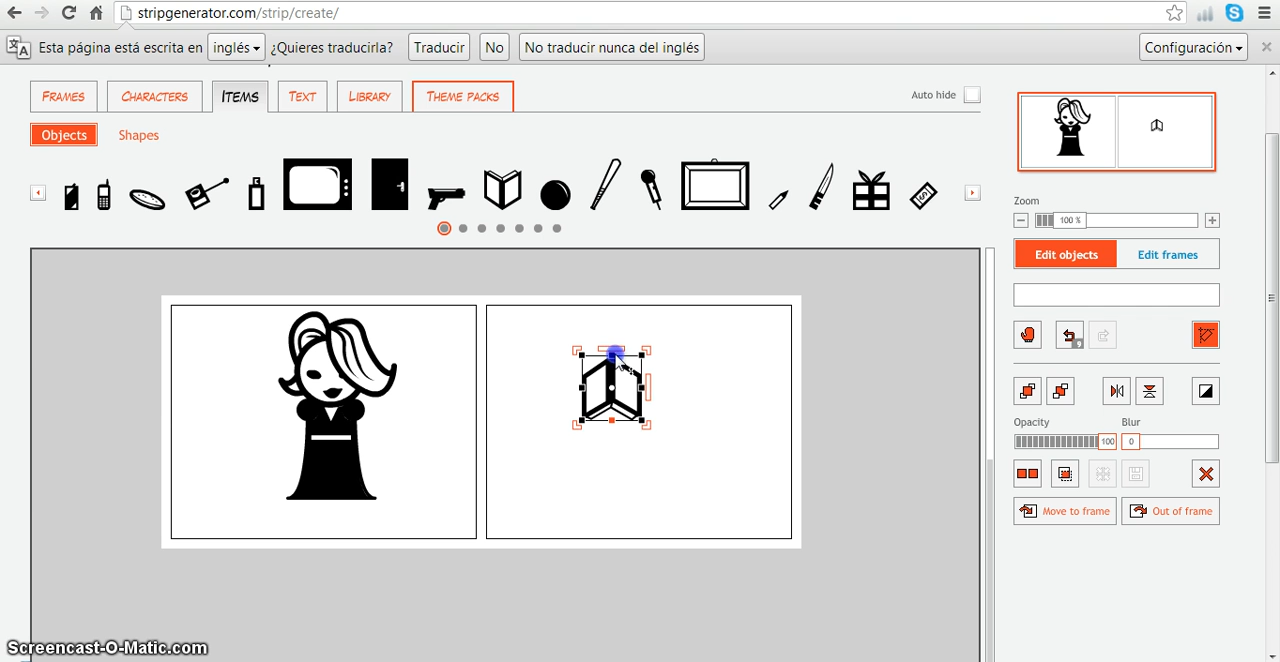 stripgenerator.com/strip/create/
Esta página está escrita en inglés ¿Quieres traducirla? Traducir No No traducir nunca del inglés Configuración
FRAMES CHARACTERS ITEMS TEXT LIBRARY THEME PACKS Auto hide
Objects Shapes
Zoom
100 %
Edit objects Edit frames
Opacity Blur
100 0
Move to frame Out of frame
Screencast-O-Matic.com